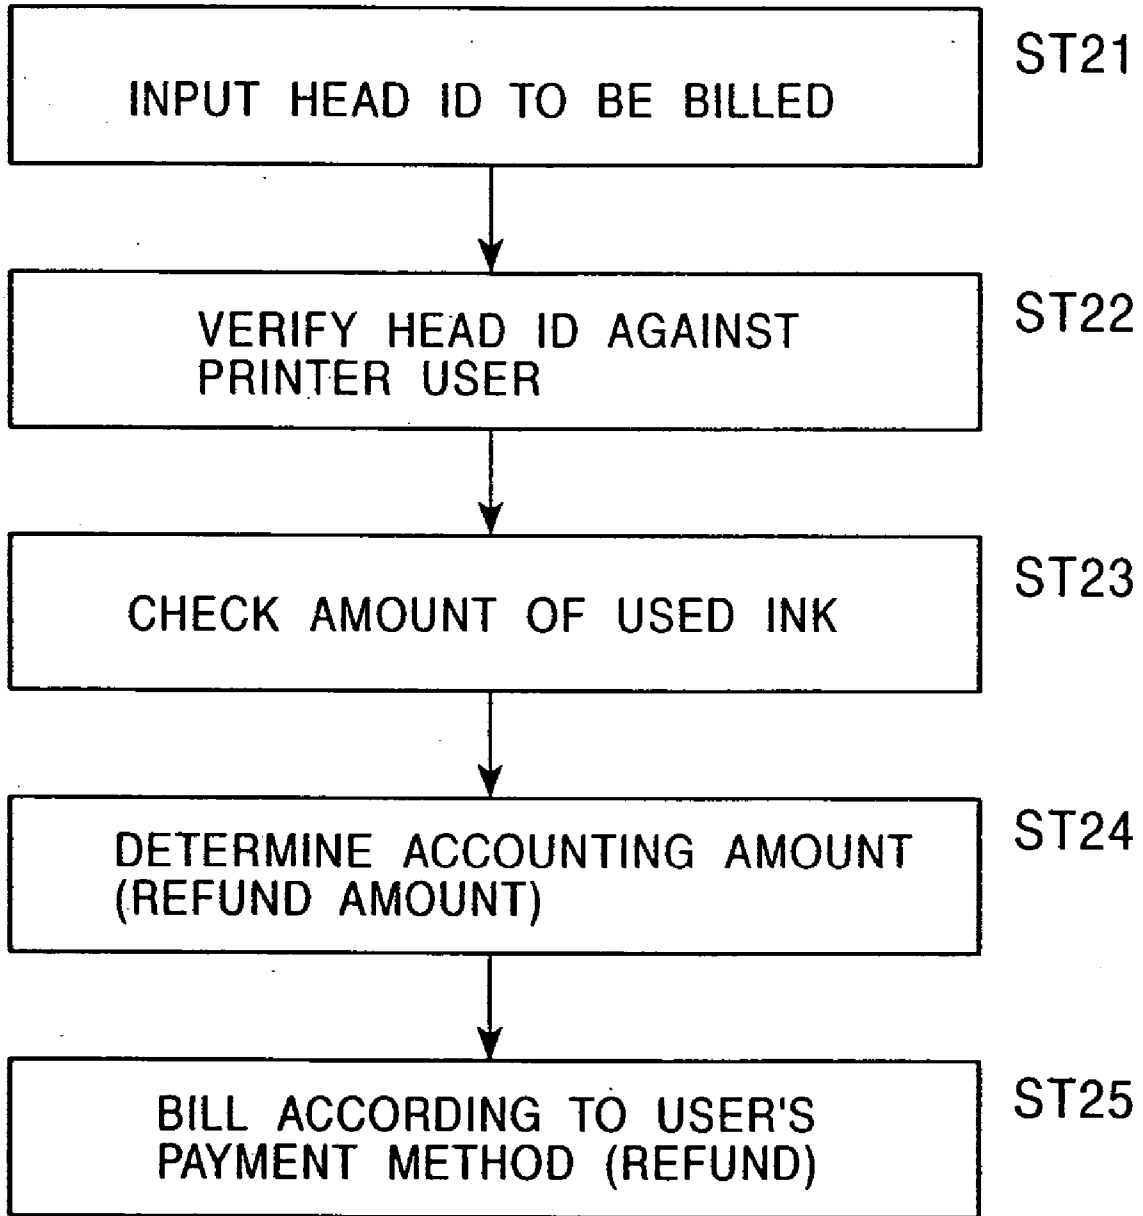 ST21
INPUT HEAD ID TO BE BILLED
ST22
VERIFY HEAD ID AGAINST
PRINTER USER
ST23
CHECK AMOUNT OF USED INK
ST24
DETERMINE ACCOUNTING AMOUNT
(REFUND AMOUNT)
ST25
BILL ACCORDING TO USER'S
PAYMENT METHOD (REFUND)